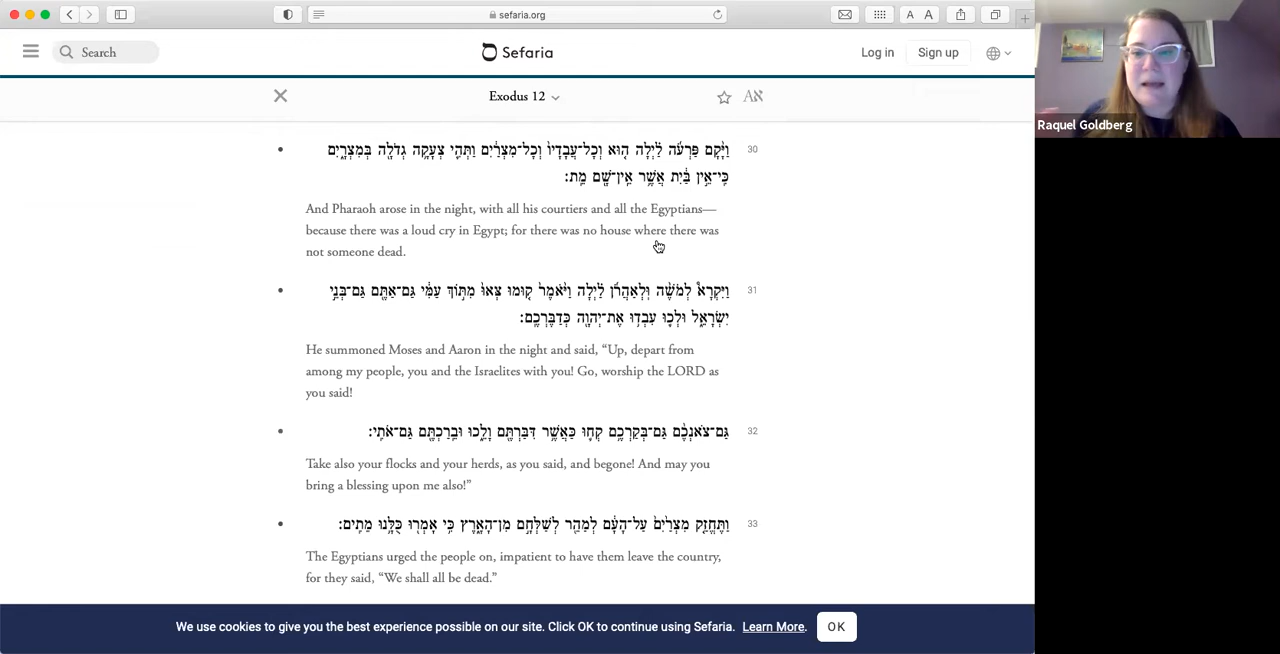 sefaria.org
A A
Search
Sefaria
Log in
Sign up
Exodus 12
Aא
Raquel Goldberg
30
וַיָּ֨קׇם פַּרְעֹ֜ה לַ֗יְלָה ה֤וּא וְכׇל־עֲבָדָיו֙ וְכׇל־מִצְרַ֔יִם וַתְּהִ֛י צְעָקָ֥ה גְדֹלָ֖ה בְּמִצְרָ֑יִם
כִּֽי־אֵ֣ין בַּ֔יִת אֲשֶׁ֥ר אֵֽין־שָׁ֖ם מֵֽת׃
And Pharaoh arose in the night, with all his courtiers and all the Egyptians—
because there was a loud cry in Egypt; for there was no house where there was
not someone dead.
31
וַיִּקְרָא֩ לְמֹשֶׁ֨ה וּֽלְאַהֲרֹ֜ן לַ֗יְלָה וַיֹּ֙אמֶר֙ ק֤וּמוּ צְּאוּ֙ מִתּ֣וֹךְ עַמִּ֔י גַּם־אַתֶּ֖ם גַּם־בְּנֵ֣י
יִשְׂרָאֵ֑ל וּלְכ֛וּ עִבְד֥וּ אֶת־יְהֹוָ֖ה כְּדַבֶּרְכֶֽם׃
He summoned Moses and Aaron in the night and said, “Up, depart from
among my people, you and the Israelites with you! Go, worship the LORD as
you said!
32
גַּם־צֹאנְכֶ֨ם גַּם־בְּקַרְכֶ֥ם קְח֛וּ כַּאֲשֶׁ֥ר דִּבַּרְתֶּ֖ם וָלֵ֑כוּ וּבֵֽרַכְתֶּ֖ם גַּם־אֹתִֽי׃
Take also your flocks and your herds, as you said, and begone! And may you
bring a blessing upon me also!”
33
וַתֶּחֱזַ֤ק מִצְרַ֙יִם֙ עַל־הָעָ֔ם לְמַהֵ֖ר לְשַׁלְּחָ֣ם מִן־הָאָ֑רֶץ כִּ֥י אָמְר֖וּ כֻּלָּ֥נוּ מֵתִֽים׃
The Egyptians urged the people on, impatient to have them leave the country,
for they said, “We shall all be dead.”
We use cookies to give you the best experience possible on our site. Click OK to continue using Sefaria. Learn More.
OK